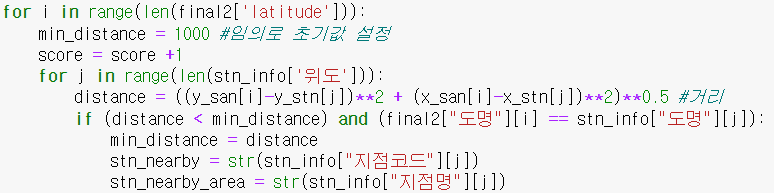 for i in range(len(final2['latitude'])):
    min_distance = 1000 #임의로 초기값 설정
    score = score +1
    for j in range(len(stn_info['위도'])):
        distance = ((y_san[i]-y_stn[j])**2 + (x_san[i]-x_stn[j])**2)**0.5 #거리
        if (distance < min_distance) and (final2["도명"][i] == stn_info["도명"][j]):
            min_distance = distance
            stn_nearby = str(stn_info["지점코드"][j])
            stn_nearby_area = str(stn_info["지점명"][j])